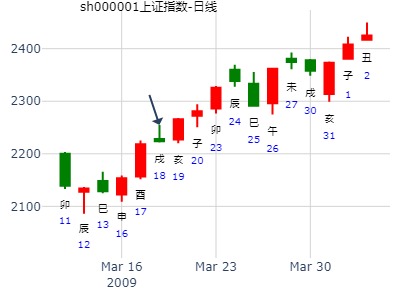 sh000001上证指数-日线
2400
2300
2200
2100
卯
11
辰
12
巳
13
申
16
酉
17
戌
18
亥
19
子
20
卯
23
辰
24
巳
25
午
26
未
27
戌
30
亥
31
子
1
丑
2
Mar 16
2009
Mar 23
Mar 30